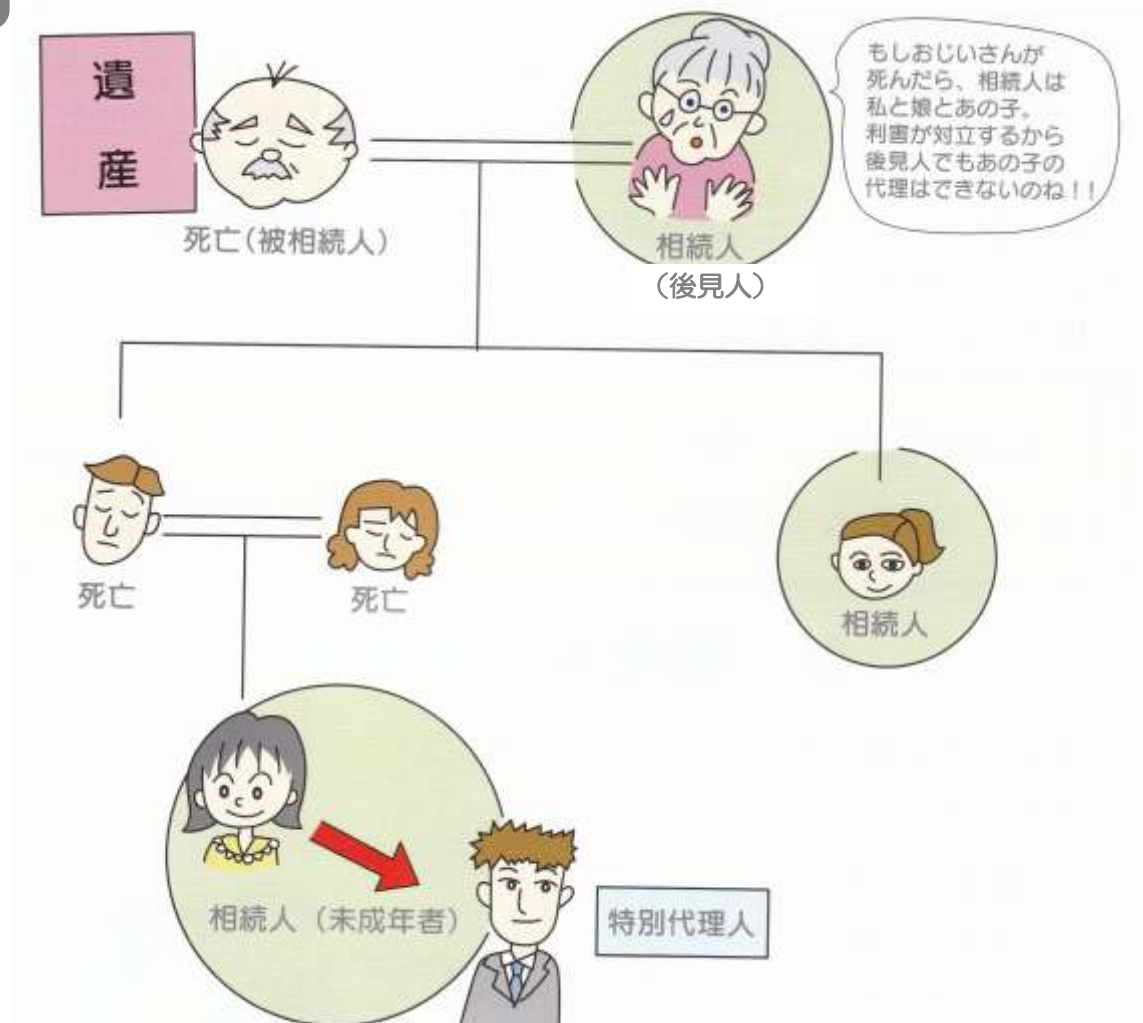 遺
産
死亡(被相続人)
相続人
(後見人)
もしおじいさんが
死んだら、相続人は
私と娘とあの子。
利害が対立するから
後見人でもあの子の
代理はできないのね!!
死亡
死亡
相続人
相続人(未成年者)
特別代理人